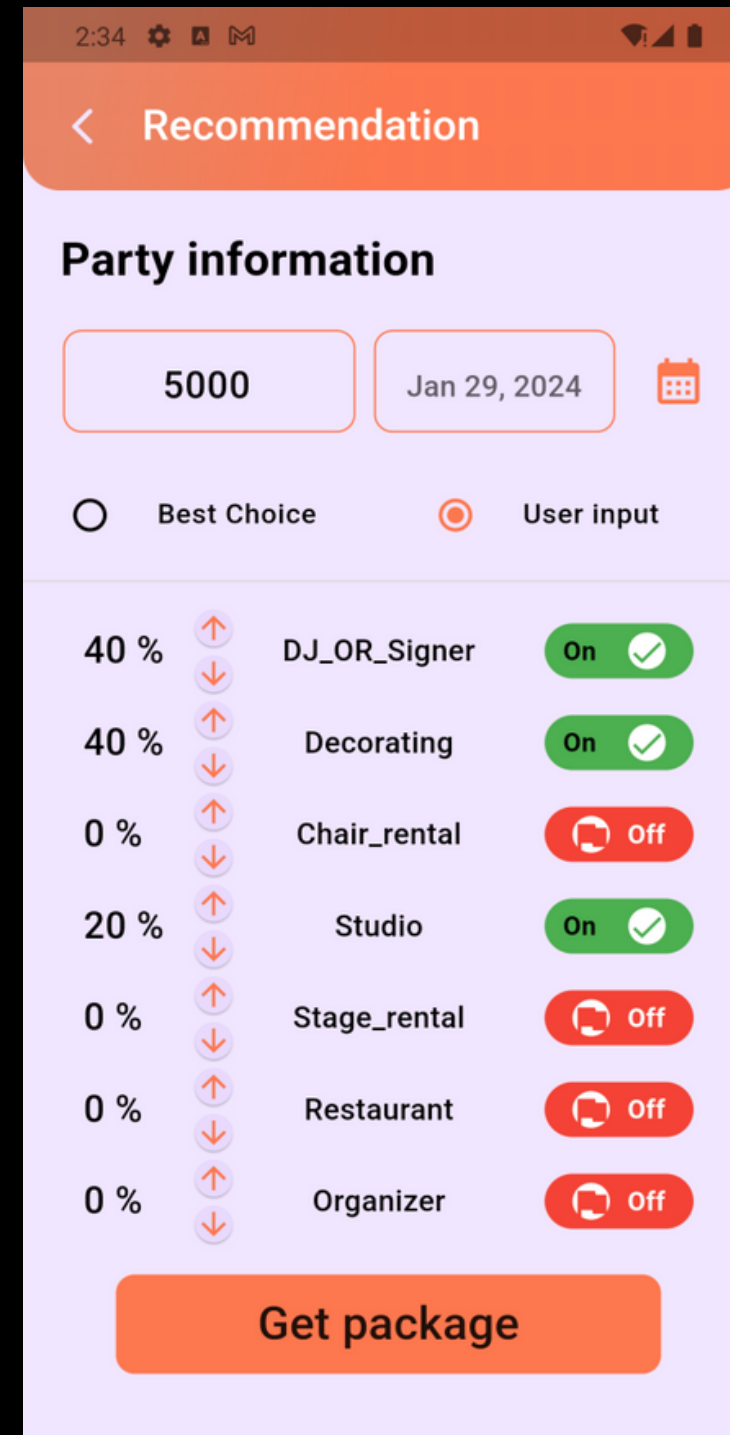 2:34
Recommendation
Party information
5000 Jan 29, 2024
Best Choice User input
40 % DJ_OR_Signer On
40 % Decorating On
0 % Chair_rental Off
20 % Studio On
0 % Stage_rental Off
0 % Restaurant Off
0 % Organizer Off
Get package